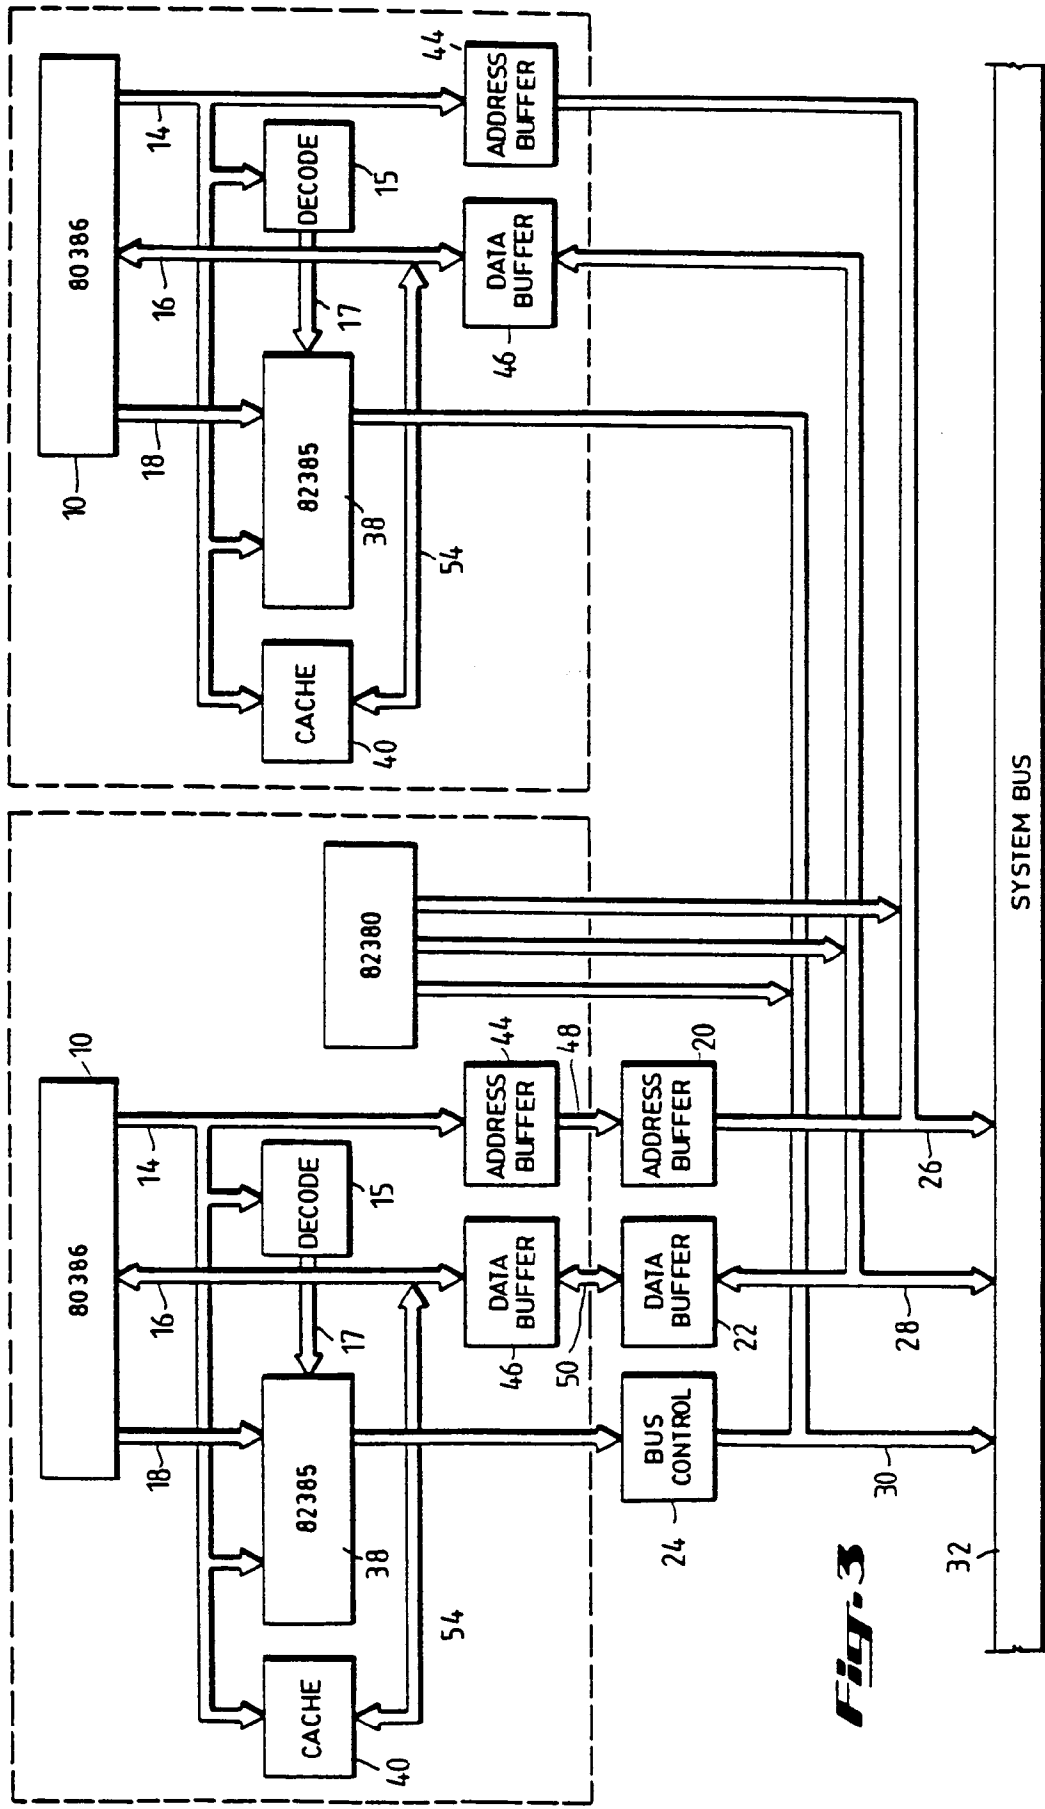 80386
10
14
16
18
DECODE
15
17
82385
38
CACHE
40
54
DATA
BUFFER
46
ADDRESS
BUFFER
44
48
50
BUS
CONTROL
24
DATA
BUFFER
22
ADDRESS
BUFFER
20
82380
80386
10
14
16
18
DECODE
15
17
82385
38
CACHE
40
54
DATA
BUFFER
46
ADDRESS
BUFFER
44
30
28
26
32
SYSTEM BUS
Fig. 3